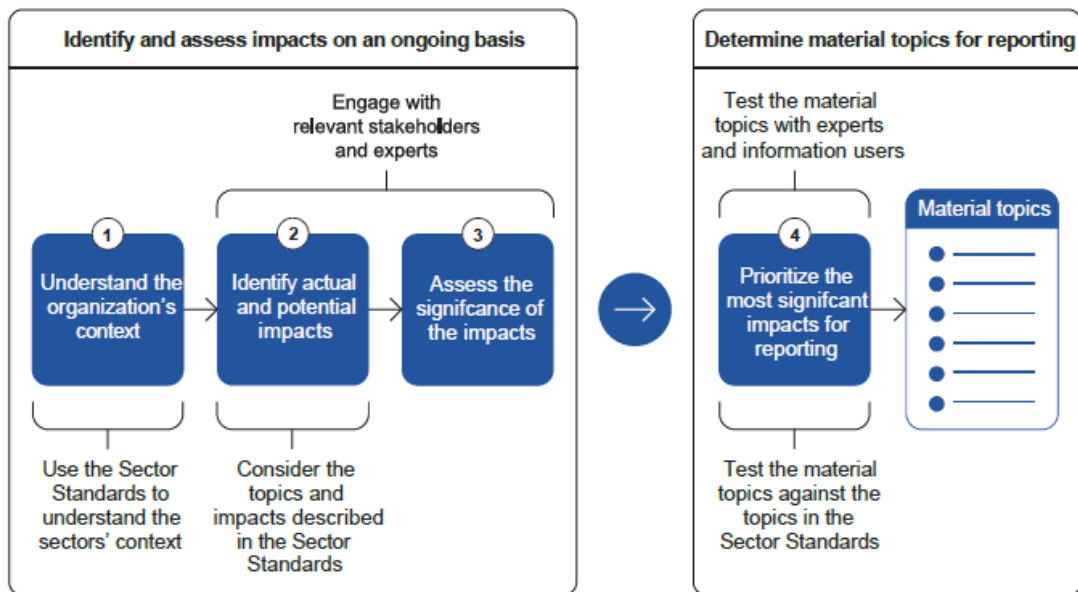 Identify and assess impacts on an ongoing basis
Engage with
relevant stakeholders
and experts
1
Understand the
organization's
context
2
Identify actual
and potential
impacts
3
Assess the
signifcance of
the impacts
Use the Sector
Standards to
understand the
sectors' context
Consider the
topics and
impacts described
in the Sector
Standards
Determine material topics for reporting
Test the material
topics with experts
and information users
4
Prioritize the
most signifcant
impacts for
reporting
Material topics
Test the material
topics against the
topics in the
Sector Standards